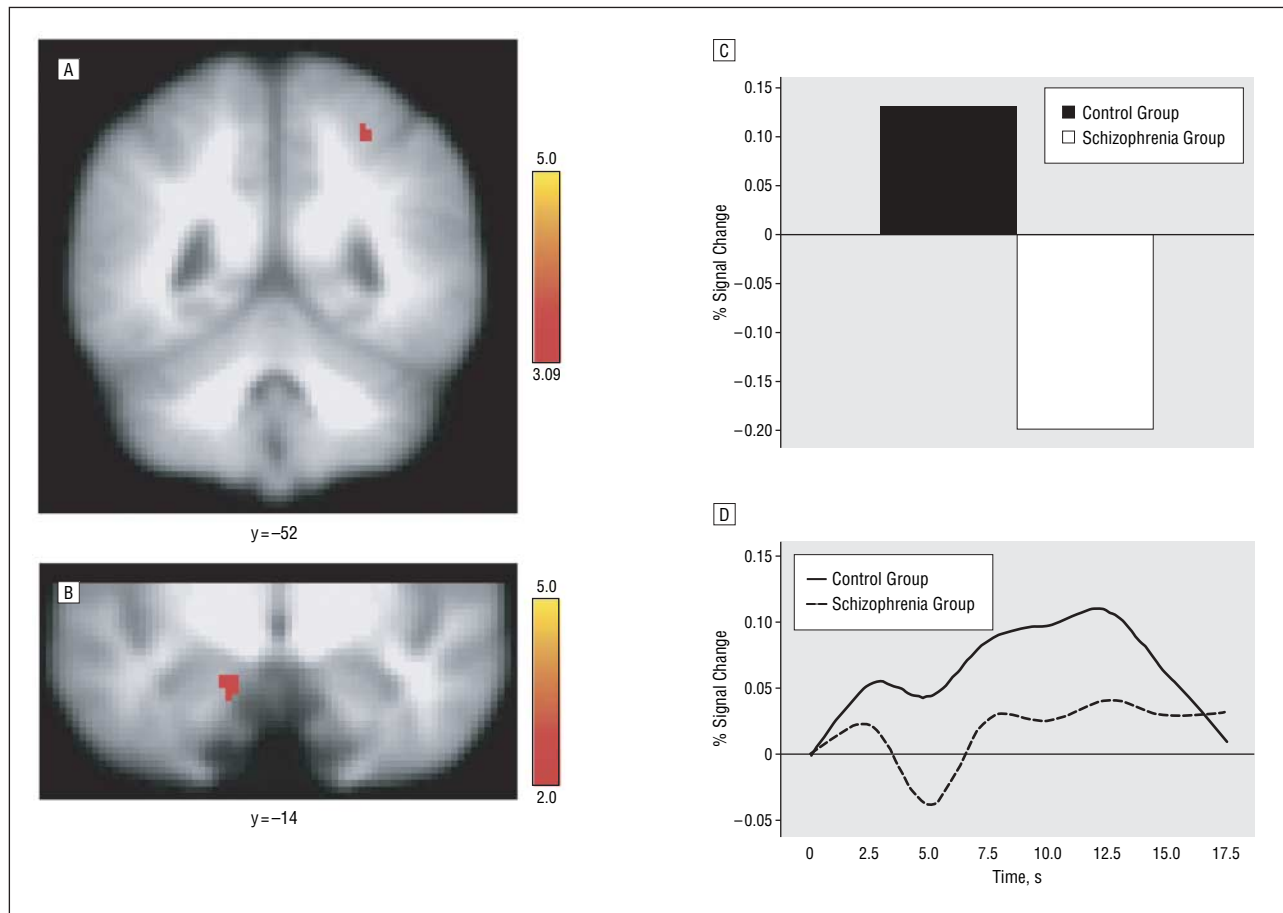 A
5.0
3.09
y=–52
B
5.0
2.0
y=–14
C
0.15
0.10
0.05
0
–0.05
–0.10
–0.15
–0.20
% Signal Change
Control Group
Schizophrenia Group
D
0.15
0.10
0.05
0
–0.05
% Signal Change
Control Group
Schizophrenia Group
0 2.5 5.0 7.5 10.0 12.5 15.0 17.5
Time, s